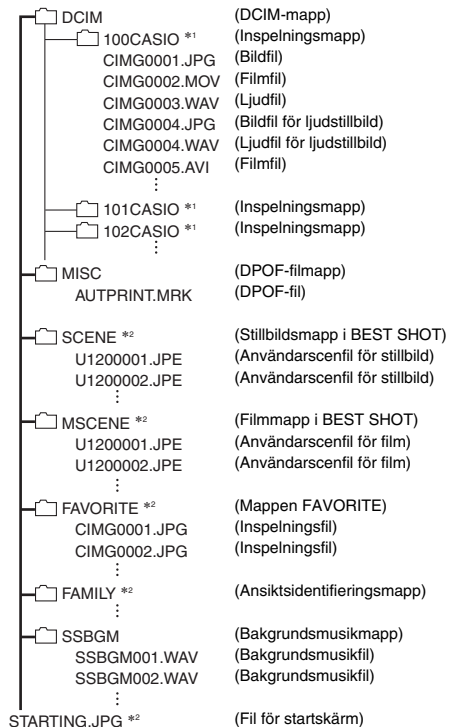 DCIM (DCIM-mapp)
100CASIO *1 (Inspelningsmapp)
CIMG0001.JPG (Bildfil)
CIMG0002.MOV (Filmfil)
CIMG0003.WAV (Ljudfil)
CIMG0004.JPG (Bildfil för ljudstillbild)
CIMG0004.WAV (Ljudfil för ljudstillbild)
CIMG0005.AVI (Filmfil)
101CASIO *1 (Inspelningsmapp)
102CASIO *1 (Inspelningsmapp)
MISC (DPOF-filmapp)
AUTPRINT.MRK (DPOF-fil)
SCENE *2 (Stillbildsmapp i BEST SHOT)
U1200001.JPE (Användarscenfil för stillbild)
U1200002.JPE (Användarscenfil för stillbild)
MSCENE *2 (Filmmapp i BEST SHOT)
U1200001.JPE (Användarscenfil för film)
U1200002.JPE (Användarscenfil för film)
FAVORITE *2 (Mappen FAVORITE)
CIMG0001.JPG (Inspelningsfil)
CIMG0002.JPG (Inspelningsfil)
FAMILY *2 (Ansiktsidentifieringsmapp)
SSBGM (Bakgrundsmusikmapp)
SSBGM001.WAV (Bakgrundsmusikfil)
SSBGM002.WAV (Bakgrundsmusikfil)
STARTING.JPG *2 (Fil för startskärm)